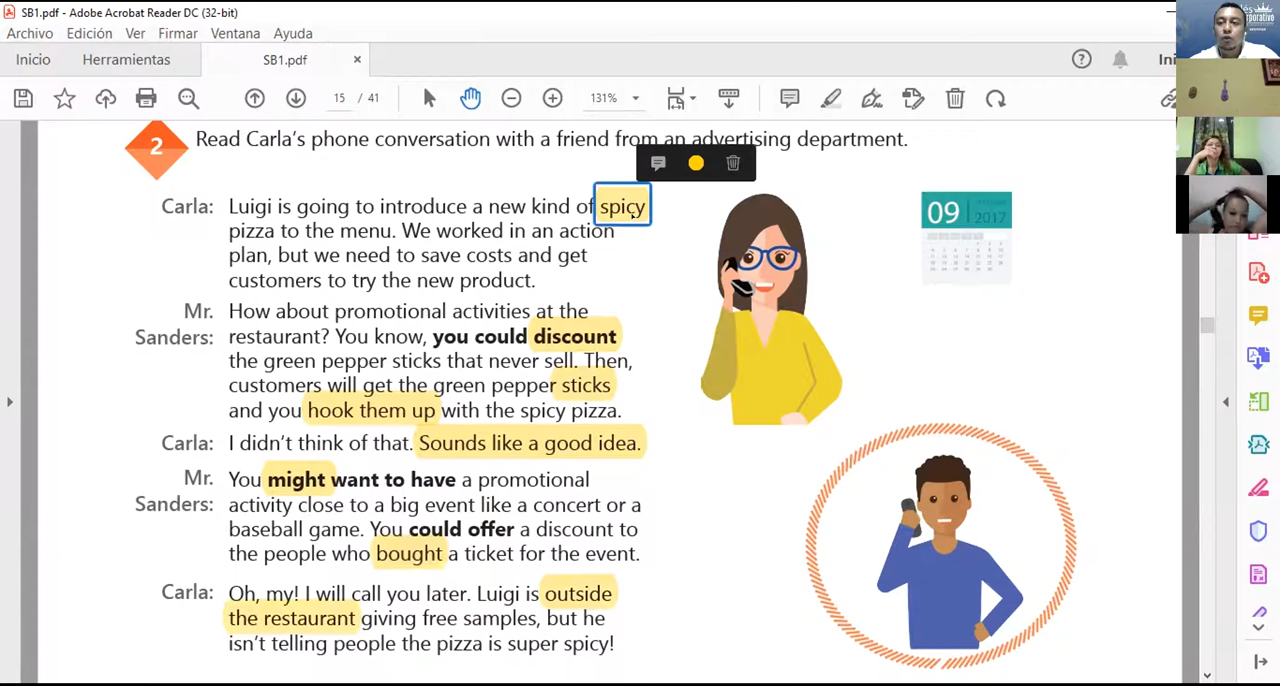 SB1.pdf - Adobe Acrobat Reader DC (32-bit)
Archivo Edición Ver Firmar Ventana Ayuda
Inicio Herramientas SB1.pdf ×
15 / 41 131%
2 Read Carla's phone conversation with a friend from an advertising department.
Carla: Luigi is going to introduce a new kind of spicy
pizza to the menu. We worked in an action
plan, but we need to save costs and get
customers to try the new product.
Mr. How about promotional activities at the
Sanders: restaurant? You know, you could discount
the green pepper sticks that never sell. Then,
customers will get the green pepper sticks
and you hook them up with the spicy pizza.
Carla: I didn't think of that. Sounds like a good idea.
Mr. You might want to have a promotional
Sanders: activity close to a big event like a concert or a
baseball game. You could offer a discount to
the people who bought a ticket for the event.
Carla: Oh, my! I will call you later. Luigi is outside
the restaurant giving free samples, but he
isn't telling people the pizza is super spicy!
09
2017